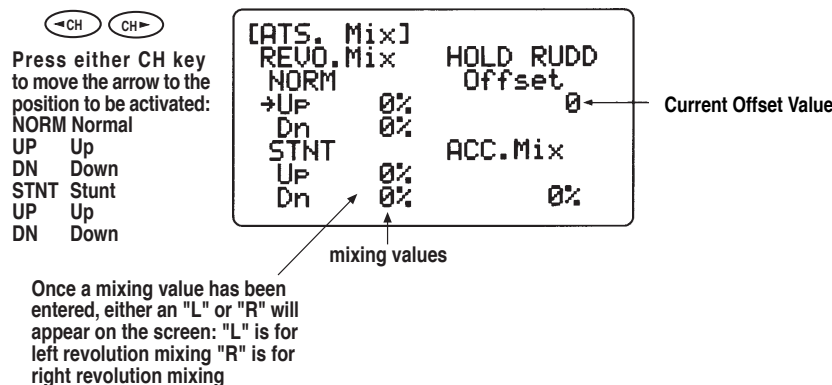 ◄CH CH►
Press either CH key
to move the arrow to the
position to be activated:
NORM Normal
UP Up
DN Down
STNT Stunt
UP Up
DN Down
[ATS. Mix]
REVO.Mix HOLD RUDD
NORM Offset
→Up 0% 0
Dn 0%
STNT ACC.Mix
Up 0%
Dn 0% 0%
Current Offset Value
mixing values
Once a mixing value has been
entered, either an "L" or "R" will
appear on the screen: "L" is for
left revolution mixing "R" is for
right revolution mixing